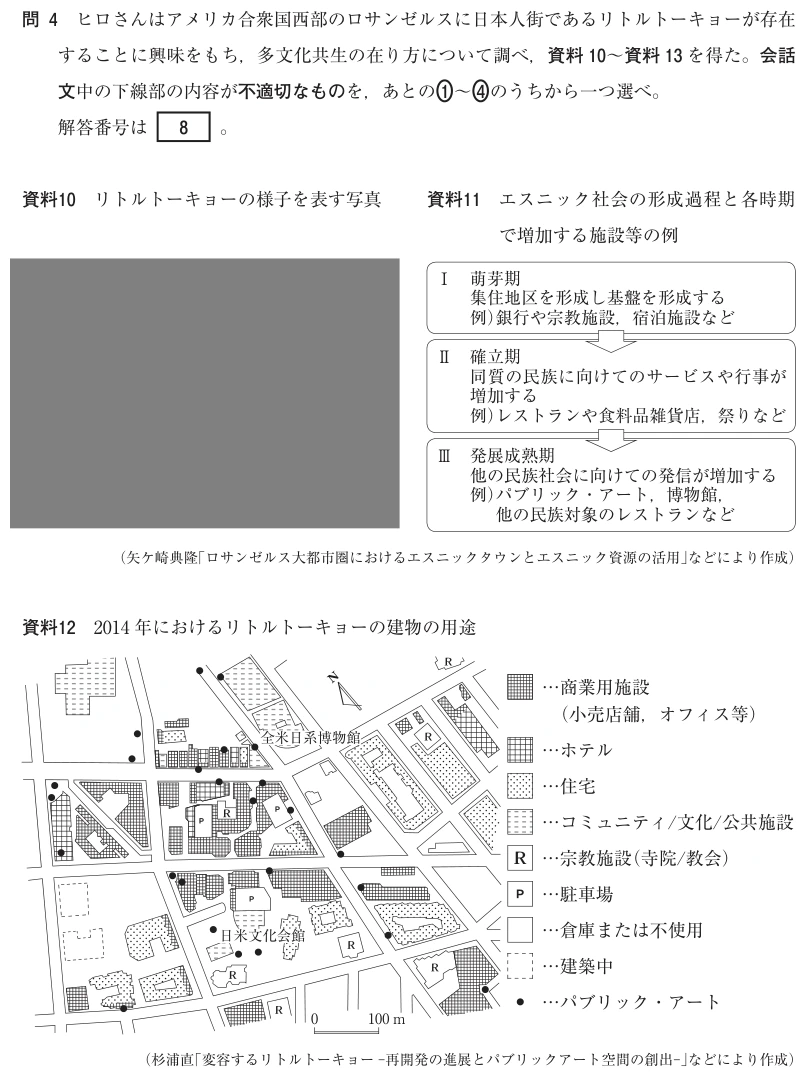 問 4 ヒロさんはアメリカ合衆国西部のロサンゼルスに日本人街であるリトルトーキョーが存在
することに興味をもち，多文化共生の在り方について調べ，資料 10～資料 13 を得た。会話
文中の下線部の内容が不適切なものを，あとの①～④のうちから一つ選べ。
解答番号は 8 。
資料10 リトルトーキョーの様子を表す写真
資料11 エスニック社会の形成過程と各時期
で増加する施設等の例
Ⅰ 萌芽期
集住地区を形成し基盤を形成する
例)銀行や宗教施設，宿泊施設など
Ⅱ 確立期
同質の民族に向けてのサービスや行事が
増加する
例)レストランや食料品雑貨店，祭りなど
Ⅲ 発展成熟期
他の民族社会に向けての発信が増加する
例)パブリック・アート，博物館，
他の民族対象のレストランなど
(矢ケ﨑典隆「ロサンゼルス大都市圏におけるエスニックタウンとエスニック資源の活用」などにより作成)
資料12 2014 年におけるリトルトーキョーの建物の用途
R
N
R
全米日系博物館
P
R
P
P
日米文化会館
R
R
R
R
0 100 m
…商業用施設
(小売店舗，オフィス等)
…ホテル
…住宅
…コミュニティ/文化/公共施設
R …宗教施設(寺院/教会)
P …駐車場
…倉庫または不使用
…建築中
…パブリック・アート
(杉浦直「変容するリトルトーキョー -再開発の進展とパブリックアート空間の創出-」などにより作成)